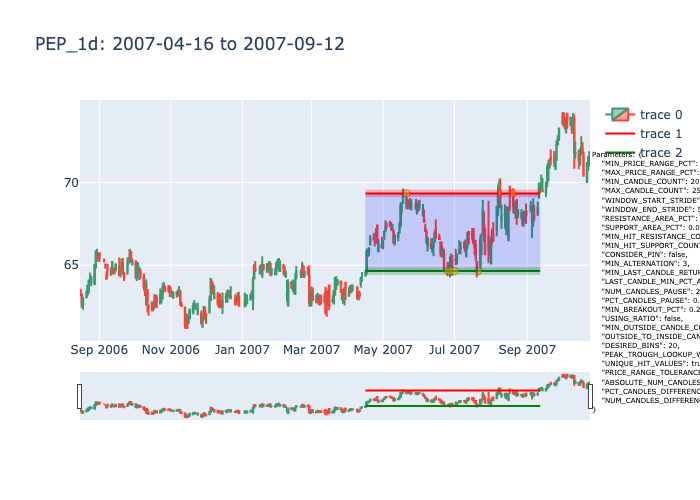 PEP_1d: 2007-04-16 to 2007-09-12
trace 0
trace 1
trace 2
Parameters: {
"MIN_PRICE_RANGE_PCT":
"MAX_PRICE_RANGE_PCT":
"MIN_CANDLE_COUNT": 20
"MAX_CANDLE_COUNT": 25
"WINDOW_START_STRIDE"
"WINDOW_END_STRIDE": 5
"RESISTANCE_AREA_PCT":
"SUPPORT_AREA_PCT": 0.0
"MIN_HIT_RESISTANCE_CO
"MIN_HIT_SUPPORT_COUN
"CONSIDER_PIN": false,
"MIN_ALTERNATION": 3,
"MIN_LAST_CANDLE_RETUR
"LAST_CANDLE_MIN_PCT_A
"NUM_CANDLES_PAUSE": 2
"PCT_CANDLES_PAUSE": 0.
"MIN_BREAKOUT_PCT": 0.2
"USING_RATIO": false,
"MIN_OUTSIDE_CANDLE_CO
"OUTSIDE_TO_INSIDE_CAN
"DESIRED_BINS": 20,
"PEAK_TROUGH_LOOKUP_W
"UNIQUE_HIT_VALUES": tru
"PRICE_RANGE_TOLERANC
"ABSOLUTE_NUM_CANDLES
"PCT_CANDLES_DIFFERENC
"NUM_CANDLES_DIFFERENC
}
70
65
Sep 2006
Nov 2006
Jan 2007
Mar 2007
May 2007
Jul 2007
Sep 2007